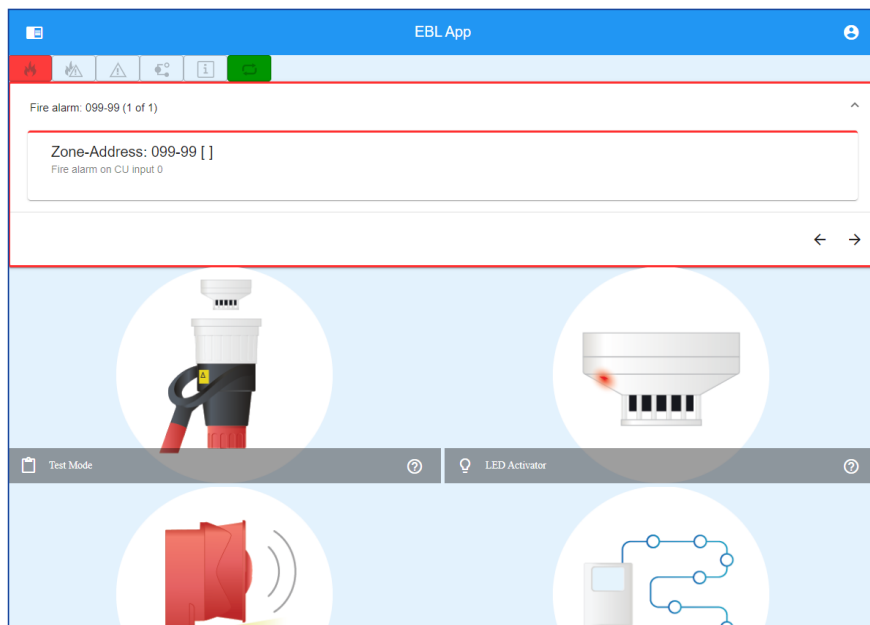 EBL App
Fire alarm: 099-99 (1 of 1)
Zone-Address: 099-99 [ ]
Fire alarm on CU input 0
Test Mode
LED Activator